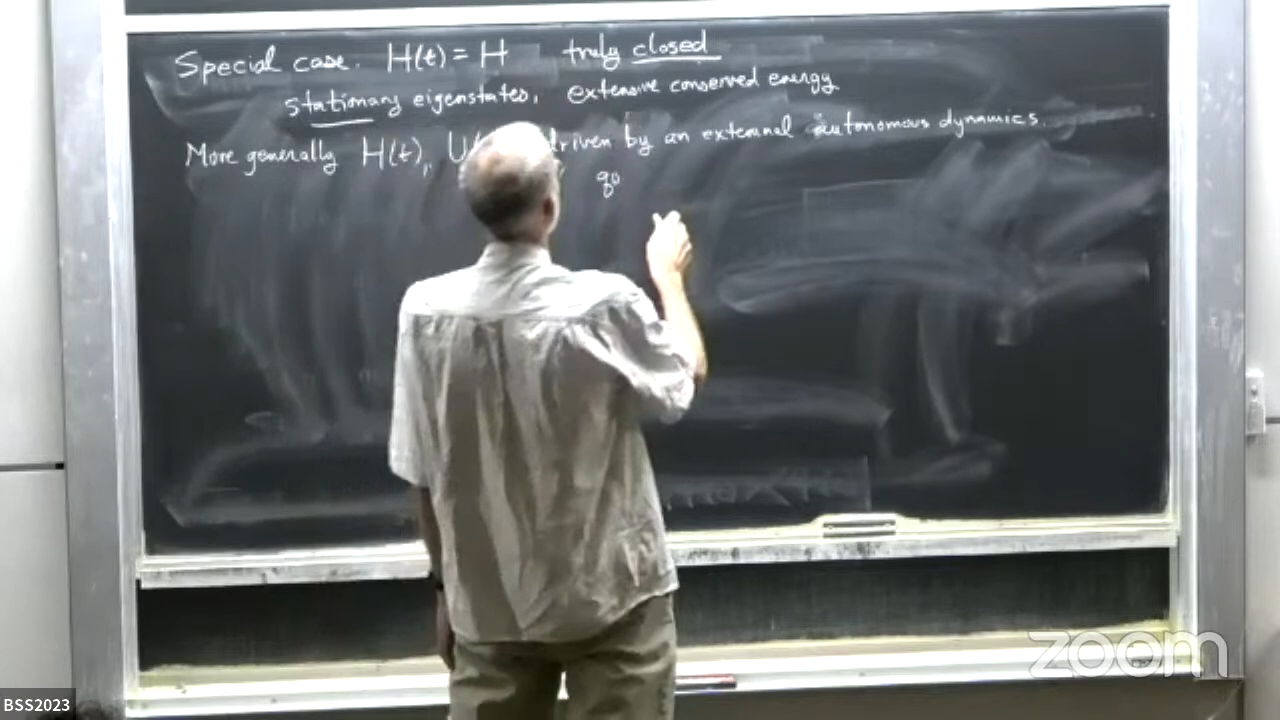 Special case. H(t) = H truly closed
stationary eigenstates, extensive conserved energy
More generally H(t), U driven by an external autonomous dynamics.
zoom
BSS2023